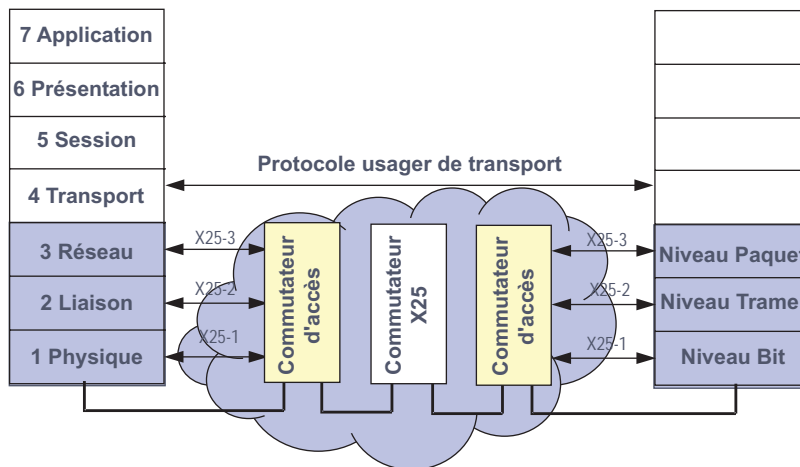 7 Application
6 Présentation
5 Session
4 Transport
3 Réseau
2 Liaison
1 Physique
Protocole usager de transport
X25-3
X25-2
X25-1
Commutateur
d'accès
Commutateur
X25
Commutateur
d'accès
X25-3
X25-2
X25-1
Niveau Paquet
Niveau Trame
Niveau Bit